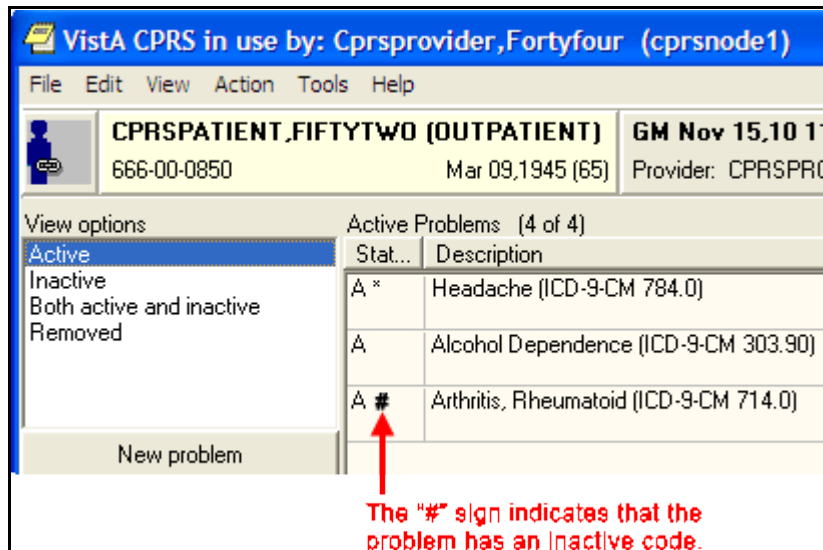 VistA CPRS in use by: Cprsprovider,Fortyfour (cprsnode1)
File Edit View Action Tools Help
CPRSPATIENT,FIFTYTWO (OUTPATIENT)
666-00-0850 Mar 09,1945 (65)
GM Nov 15,10 1
Provider: CPRSPRO
View options
Active
Inactive
Both active and inactive
Removed
New problem
Active Problems (4 of 4)
Stat... Description
A * Headache (ICD-9-CM 784.0)
A Alcohol Dependence (ICD-9-CM 303.90)
A # Arthritis, Rheumatoid (ICD-9-CM 714.0)
The "#" sign indicates that the
problem has an inactive code.